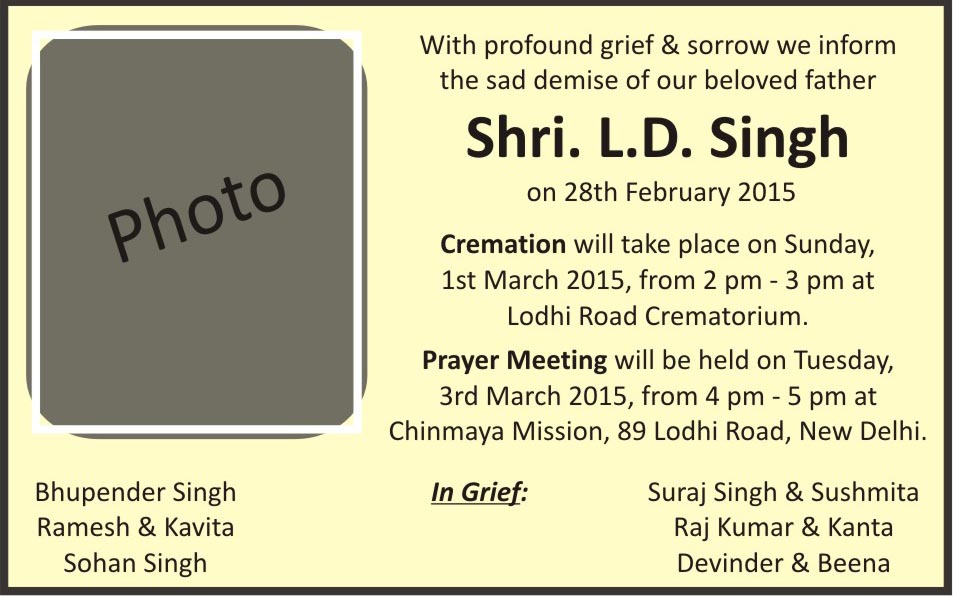 Photo
With profound grief & sorrow we inform
the sad demise of our beloved father
Shri. L.D. Singh
on 28th February 2015
Cremation will take place on Sunday,
1st March 2015, from 2 pm - 3 pm at
Lodhi Road Crematorium.
Prayer Meeting will be held on Tuesday,
3rd March 2015, from 4 pm - 5 pm at
Chinmaya Mission, 89 Lodhi Road, New Delhi.
In Grief:
Bhupender Singh
Ramesh & Kavita
Sohan Singh
Suraj Singh & Sushmita
Raj Kumar & Kanta
Devinder & Beena